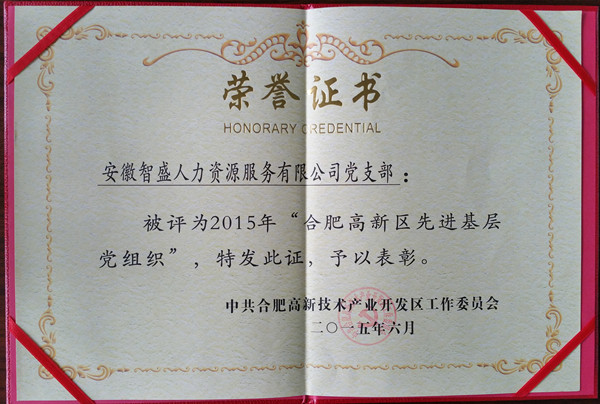 荣誉证书
HONORARY CREDENTIAL
安徽智盛人力资源服务有限公司党支部：
被评为2015年“合肥高新区先进基层
党组织”，特发此证，予以表彰。
中共合肥高新技术产业开发区工作委员会
二〇一五年六月